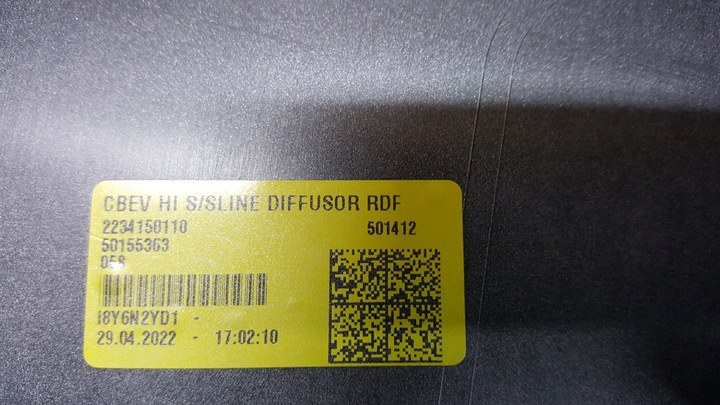 CBEV HI S/SLINE DIFFUSOR RDF
2234150110 501412
50155363
058
I8Y6N2YD1 -
29.04.2022 - 17:02:10